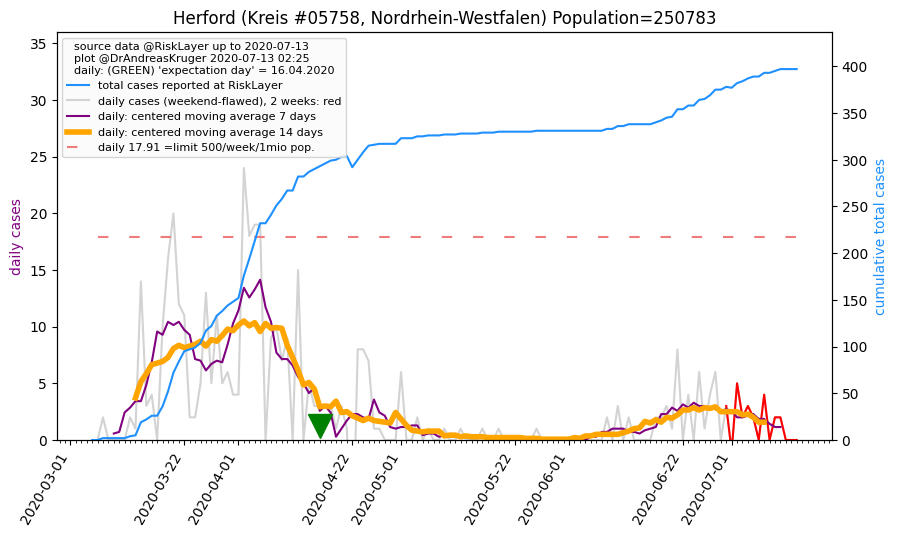 Herford (Kreis #05758, Nordrhein-Westfalen) Population=250783
source data @RiskLayer up to 2020-07-13
plot @DrAndreasKruger 2020-07-13 02:25
daily: (GREEN) 'expectation day' = 16.04.2020
total cases reported at RiskLayer
daily cases (weekend-flawed), 2 weeks: red
daily: centered moving average 7 days
daily: centered moving average 14 days
daily 17.91 =limit 500/week/1mio pop.
daily cases
35
30
25
20
15
10
5
0
cumulative total cases
400
350
300
250
200
150
100
50
0
2020-03-01
2020-03-22
2020-04-01
2020-04-22
2020-05-01
2020-05-22
2020-06-01
2020-06-22
2020-07-01